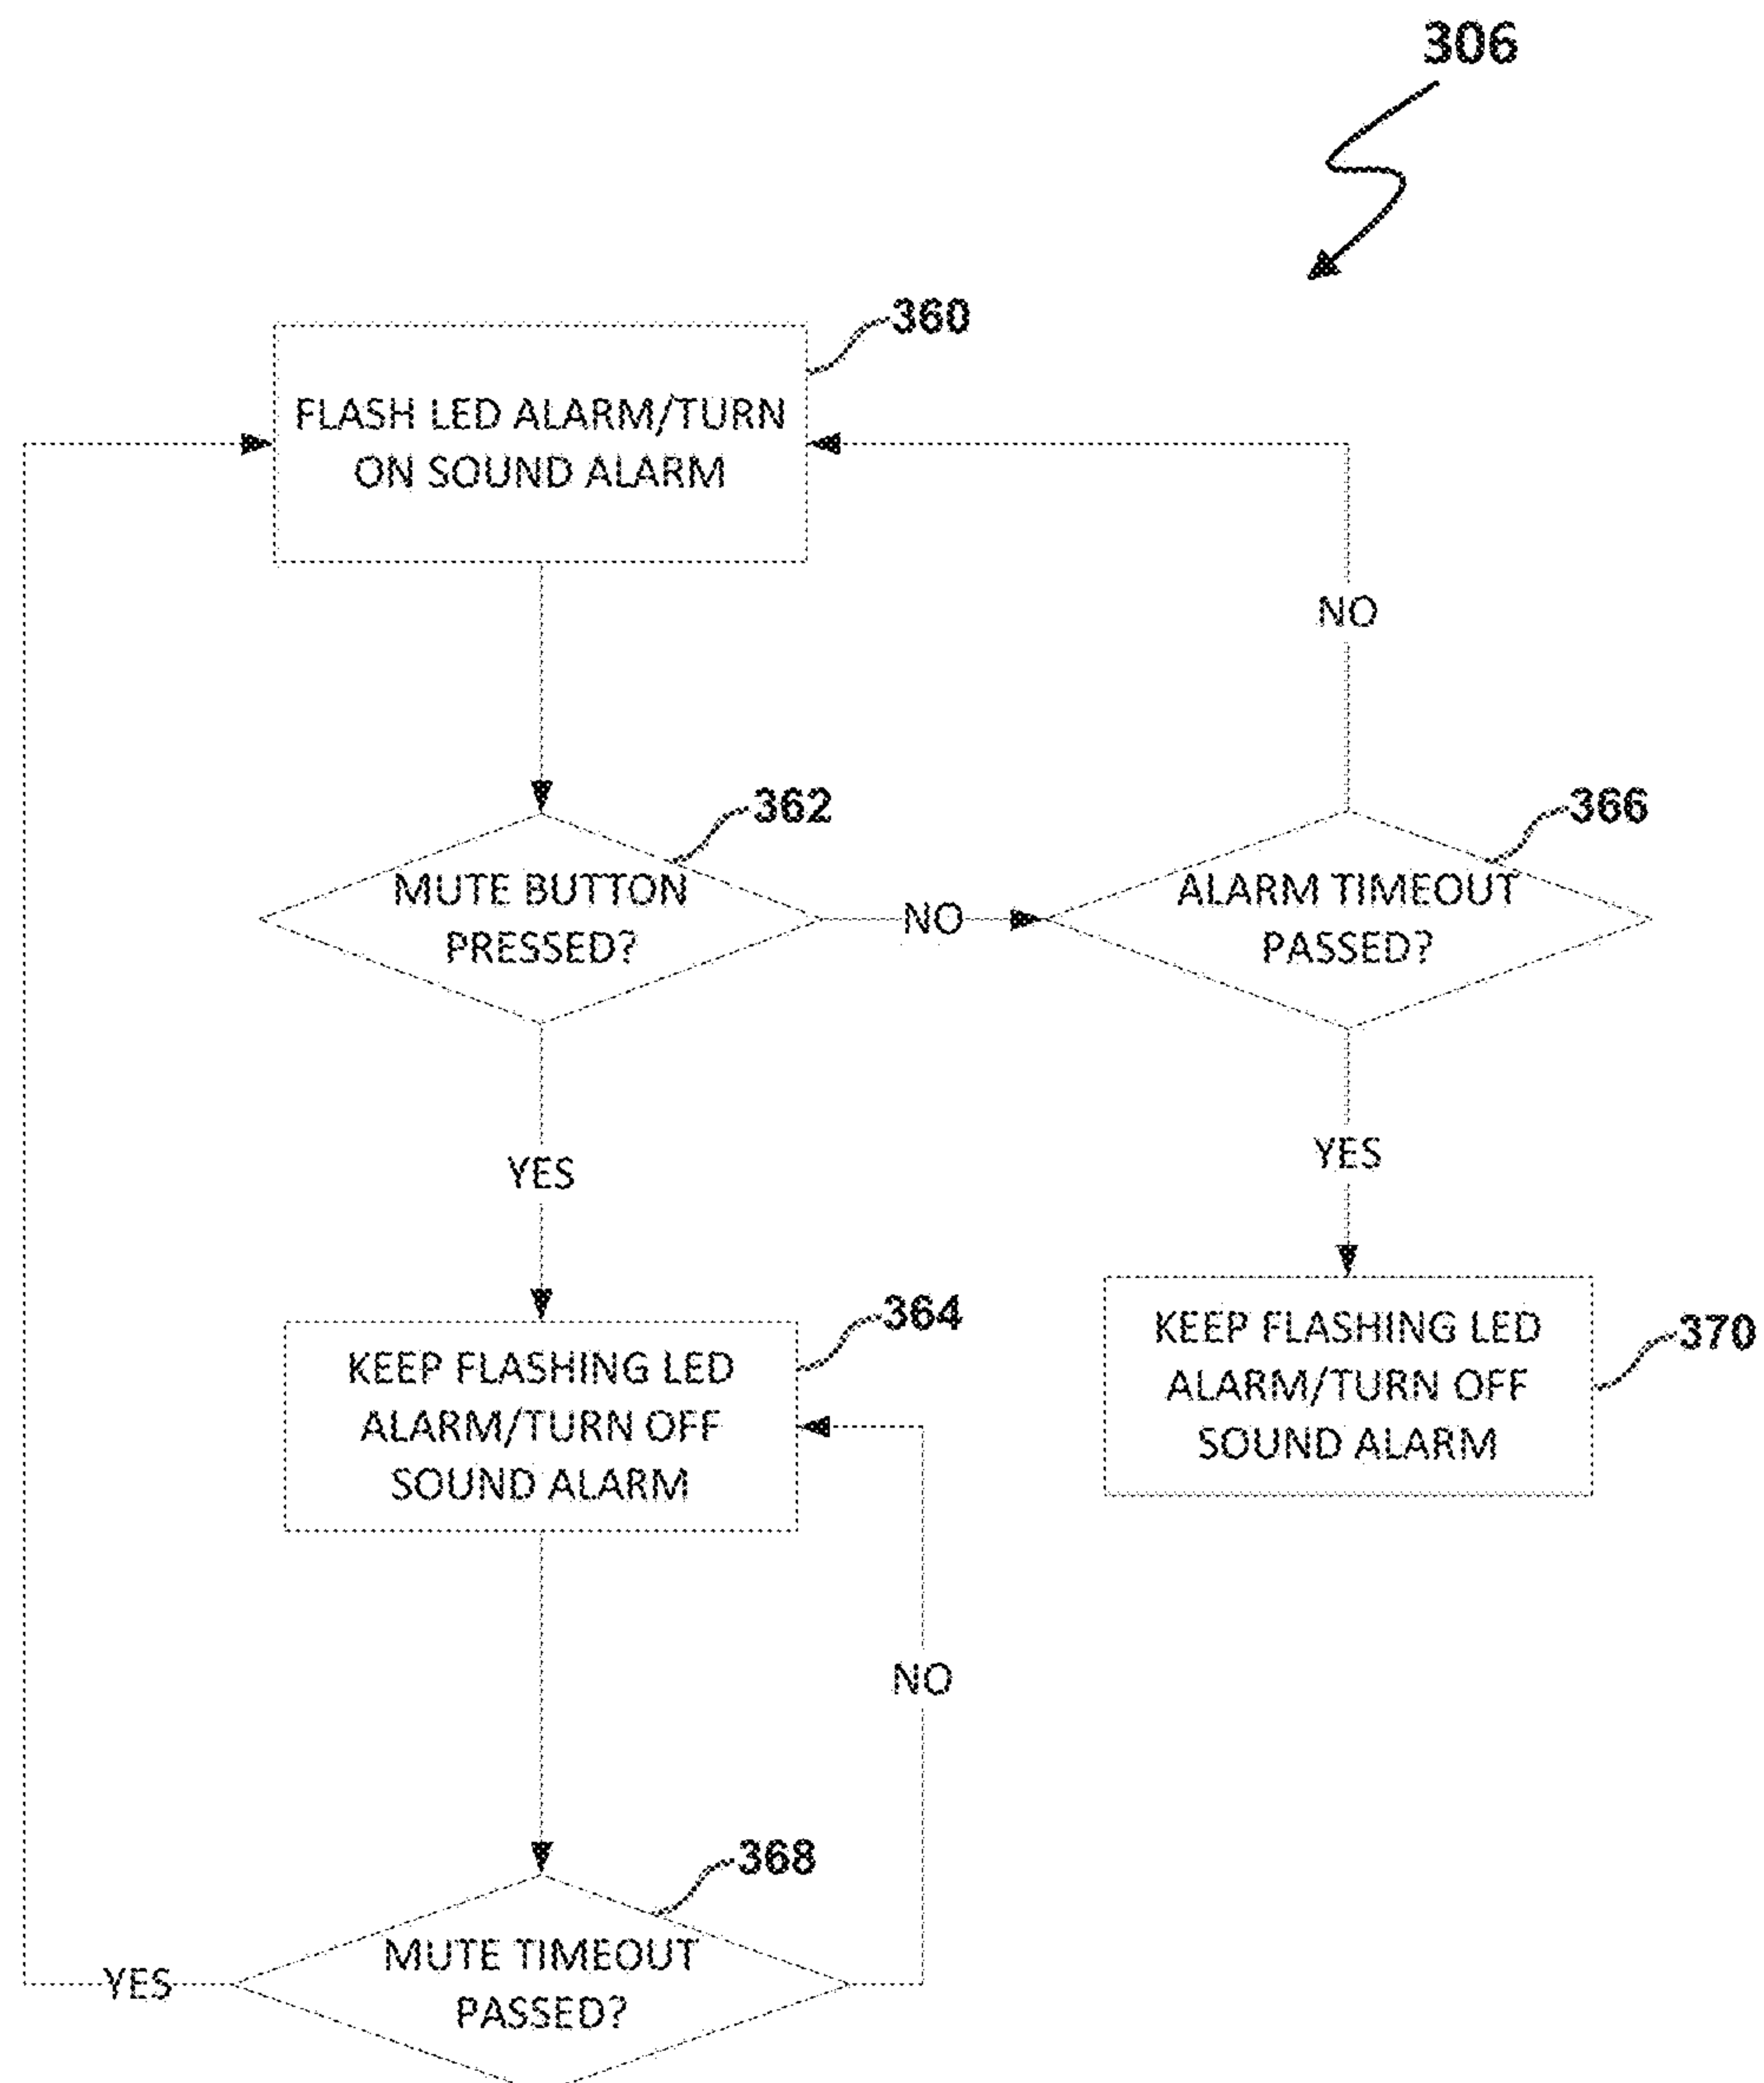 306
360
FLASH LED ALARM/TURN
ON SOUND ALARM
NO
362
MUTE BUTTON
PRESSED?
NO
366
ALARM TIMEOUT
PASSED?
YES
YES
364
KEEP FLASHING LED
ALARM/TURN OFF
SOUND ALARM
370
KEEP FLASHING LED
ALARM/TURN OFF
SOUND ALARM
NO
368
MUTE TIMEOUT
PASSED?
YES